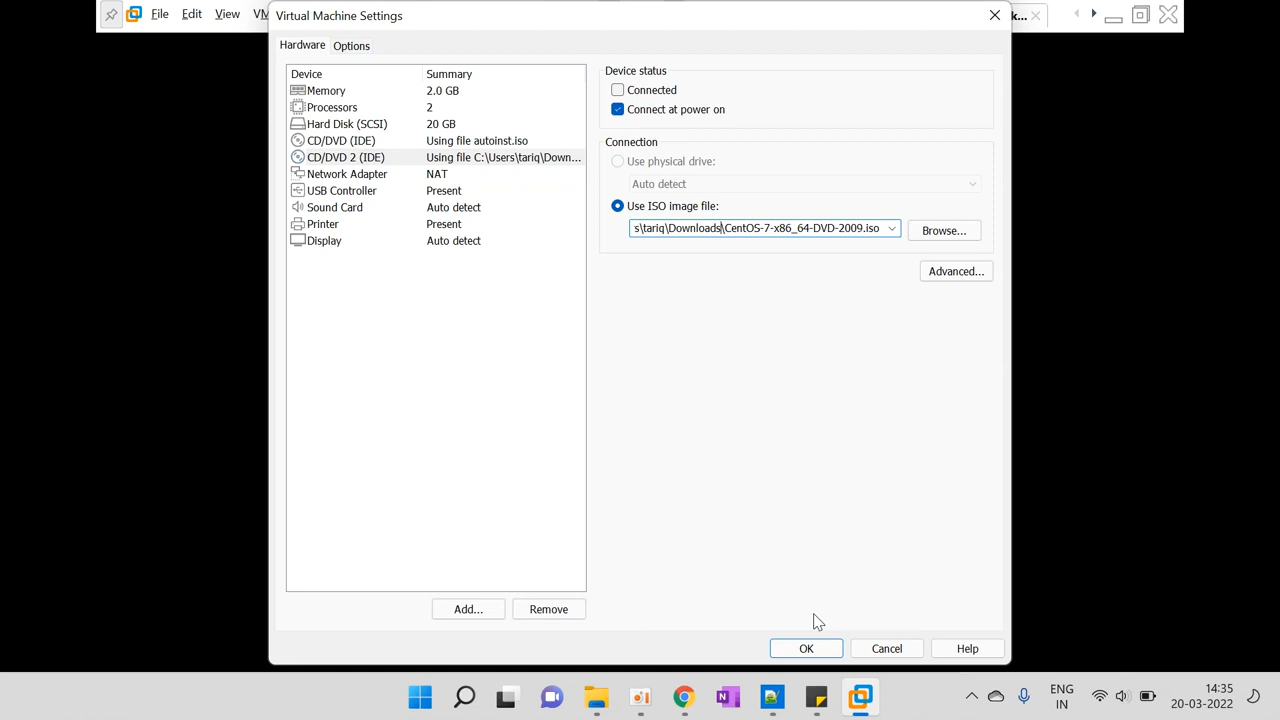 File Edit View VM
Virtual Machine Settings
k...
Hardware Options
Device Summary
Memory 2.0 GB
Processors 2
Hard Disk (SCSI) 20 GB
CD/DVD (IDE) Using file autoinst.iso
CD/DVD 2 (IDE) Using file C:\Users\tariq\Down...
Network Adapter NAT
USB Controller Present
Sound Card Auto detect
Printer Present
Display Auto detect
Add... Remove
Device status
Connected
Connect at power on
Connection
Use physical drive:
Auto detect
Use ISO image file:
s\tariq\Downloads\CentOS-7-x86_64-DVD-2009.iso Browse...
Advanced...
OK Cancel Help
ENG
IN
14:35
20-03-2022